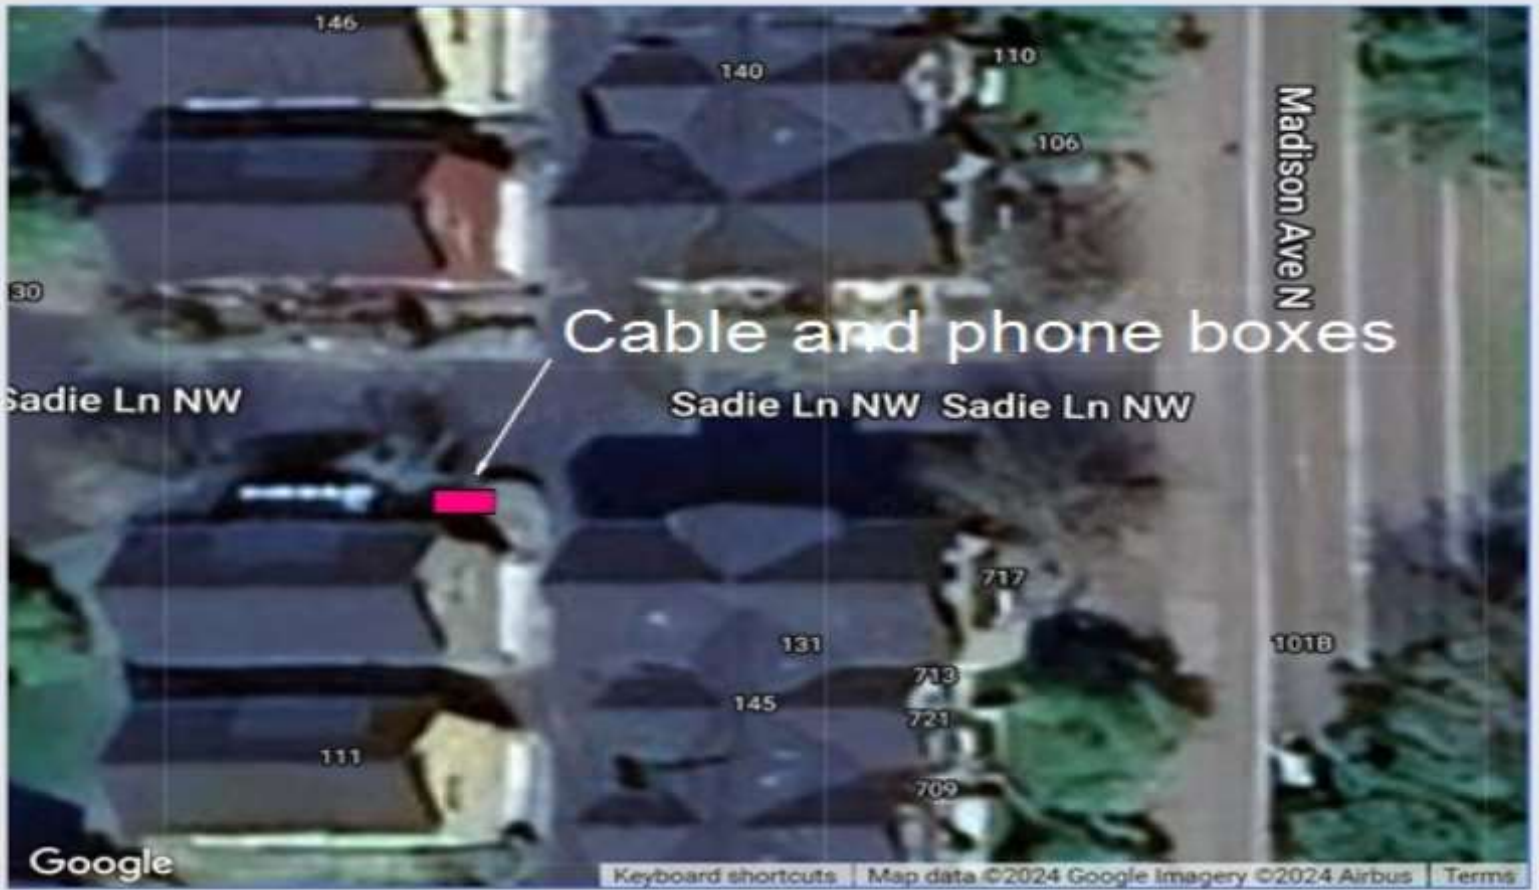 146
140
110
106
Madison Ave N
30
Cable and phone boxes
Sadie Ln NW
Sadie Ln NW
Sadie Ln NW
717
131
101B
713
145
721
111
709
Google
Keyboard shortcuts
Map data ©2024 Google Imagery ©2024 Airbus
Terms